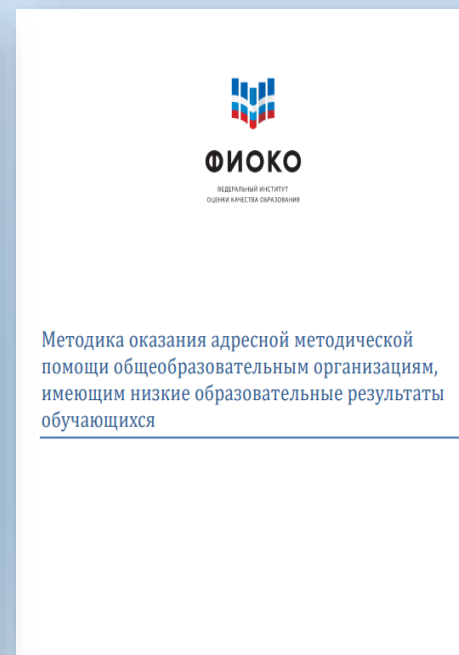 ФИОКО
ФЕДЕРАЛЬНЫЙ ИНСТИТУТ
ОЦЕНКИ КАЧЕСТВА ОБРАЗОВАНИЯ
Методика оказания адресной методической
помощи общеобразовательным организациям,
имеющим низкие образовательные результаты
обучающихся